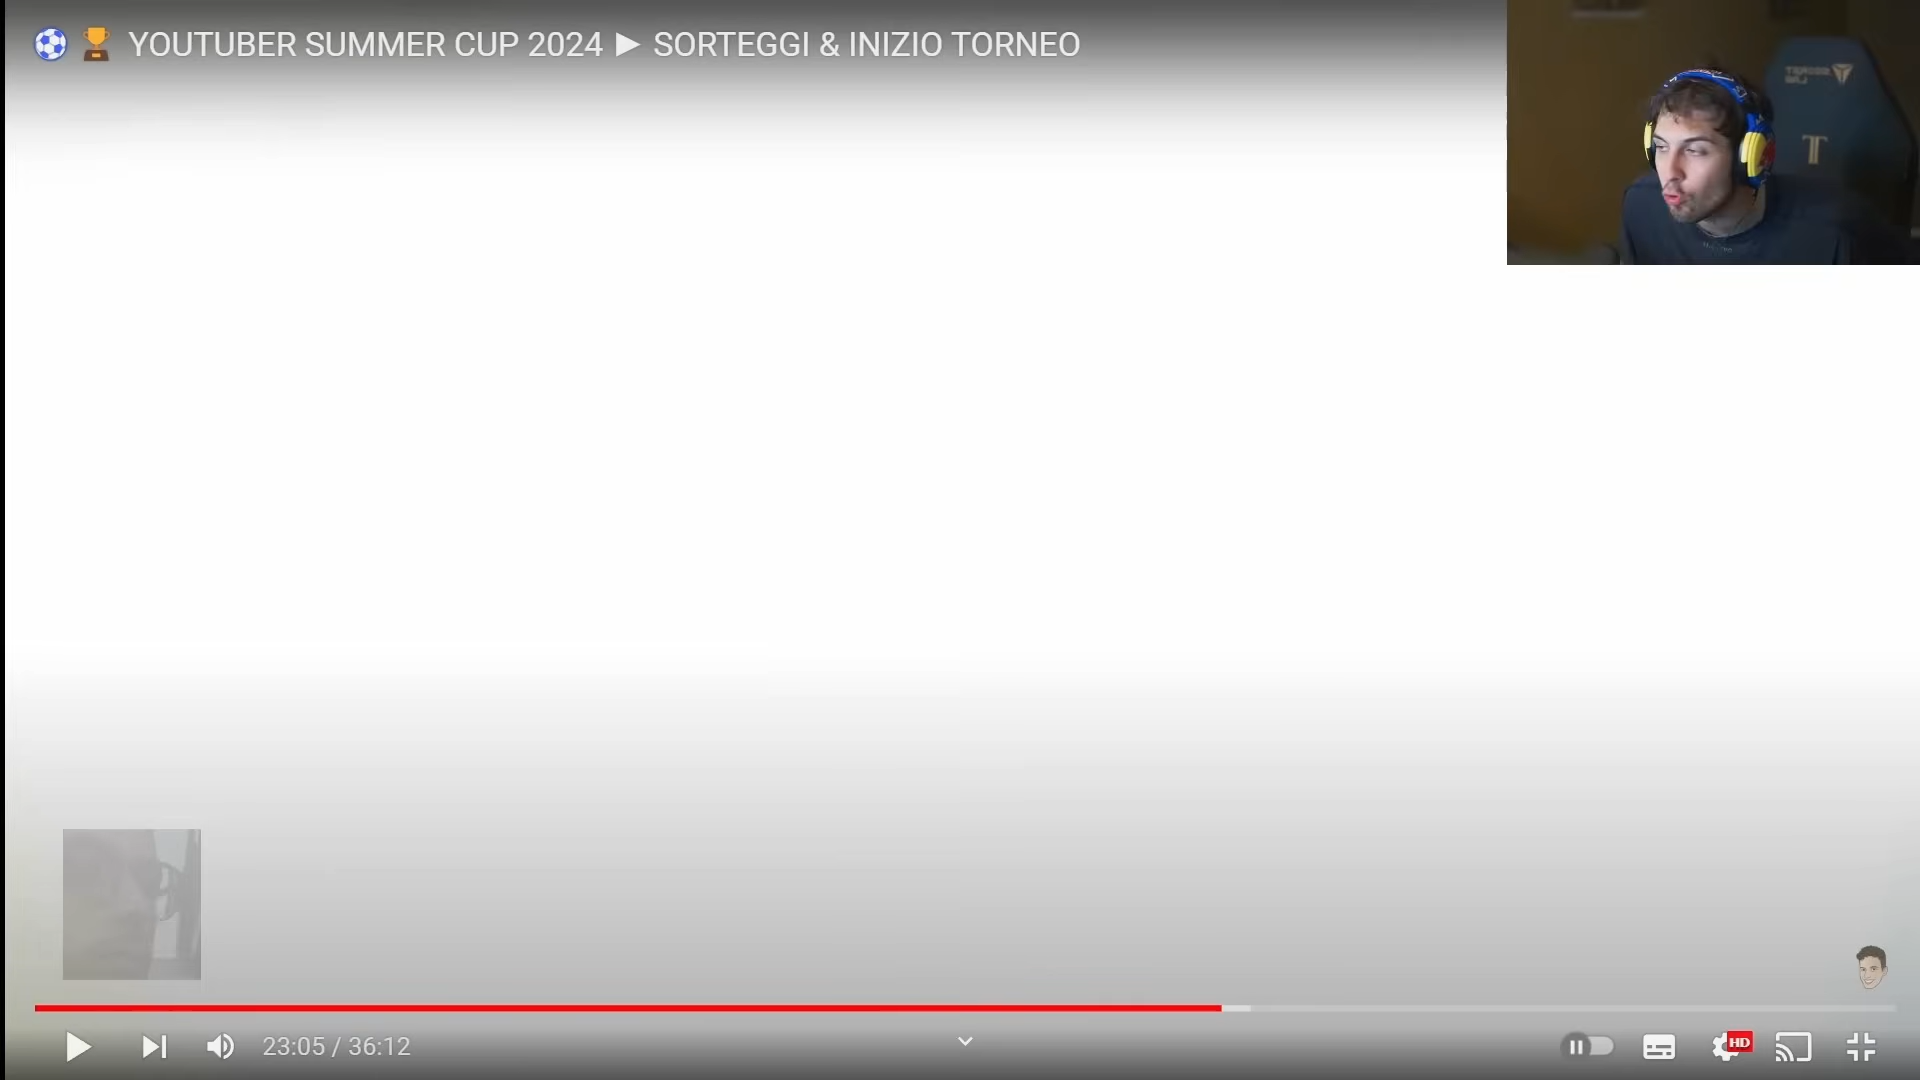 ⚽ 🏆 YOUTUBER SUMMER CUP 2024 ► SORTEGGI & INIZIO TORNEO
23:05 / 36:12
HD